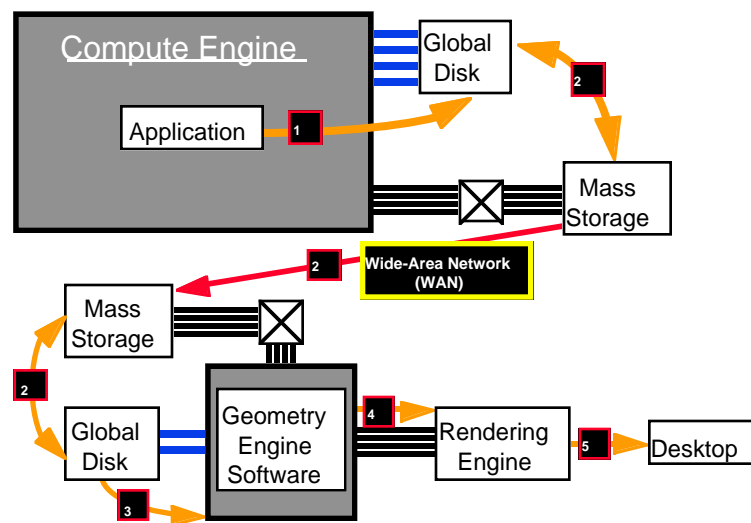 Compute Engine
Global
Disk
2
Application
1
Mass
Storage
2
Wide-Area Network
(WAN)
Mass
Storage
2
Geometry
Engine
Software
4
Global
Disk
Rendering
Engine
5
Desktop
3